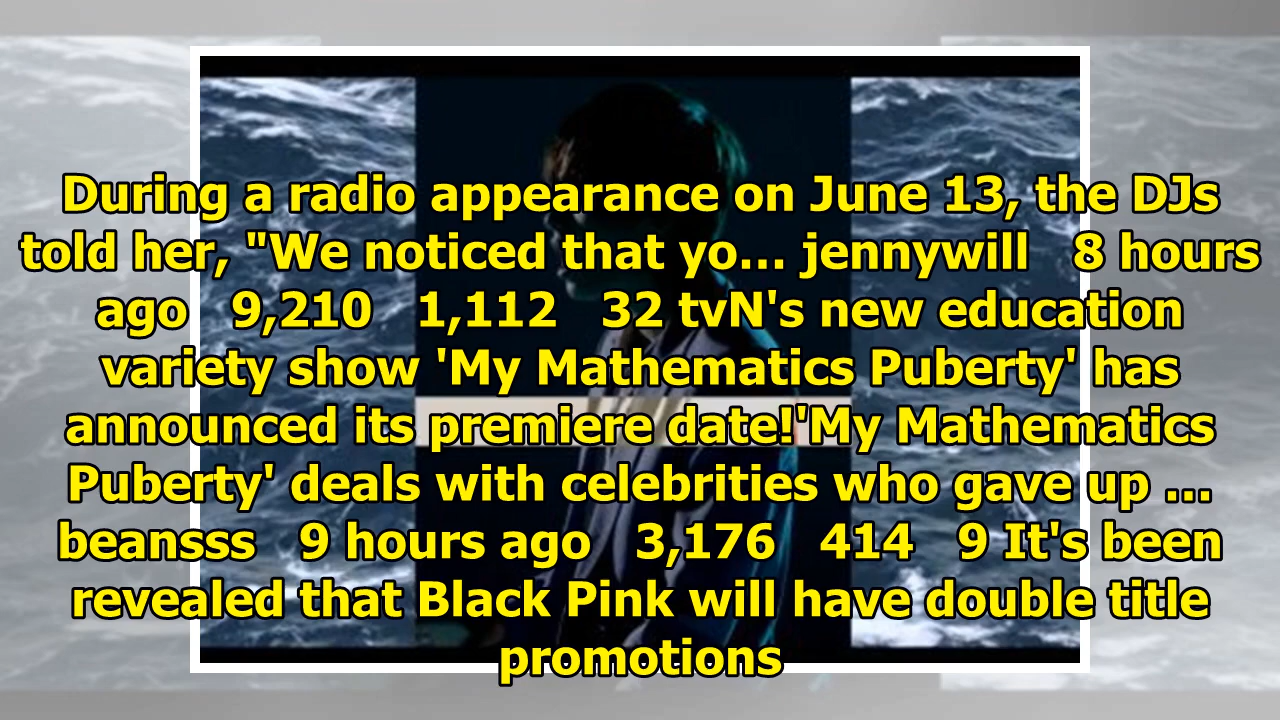 During a radio appearance on June 13, the DJs
told her, "We noticed that yo... jennywill   8 hours
ago   9,210   1,112   32 tvN's new education
variety show 'My Mathematics Puberty' has
announced its premiere date!'My Mathematics
Puberty' deals with celebrities who gave up ...
beansss   9 hours ago   3,176   414   9 It's been
revealed that Black Pink will have double title
promotions